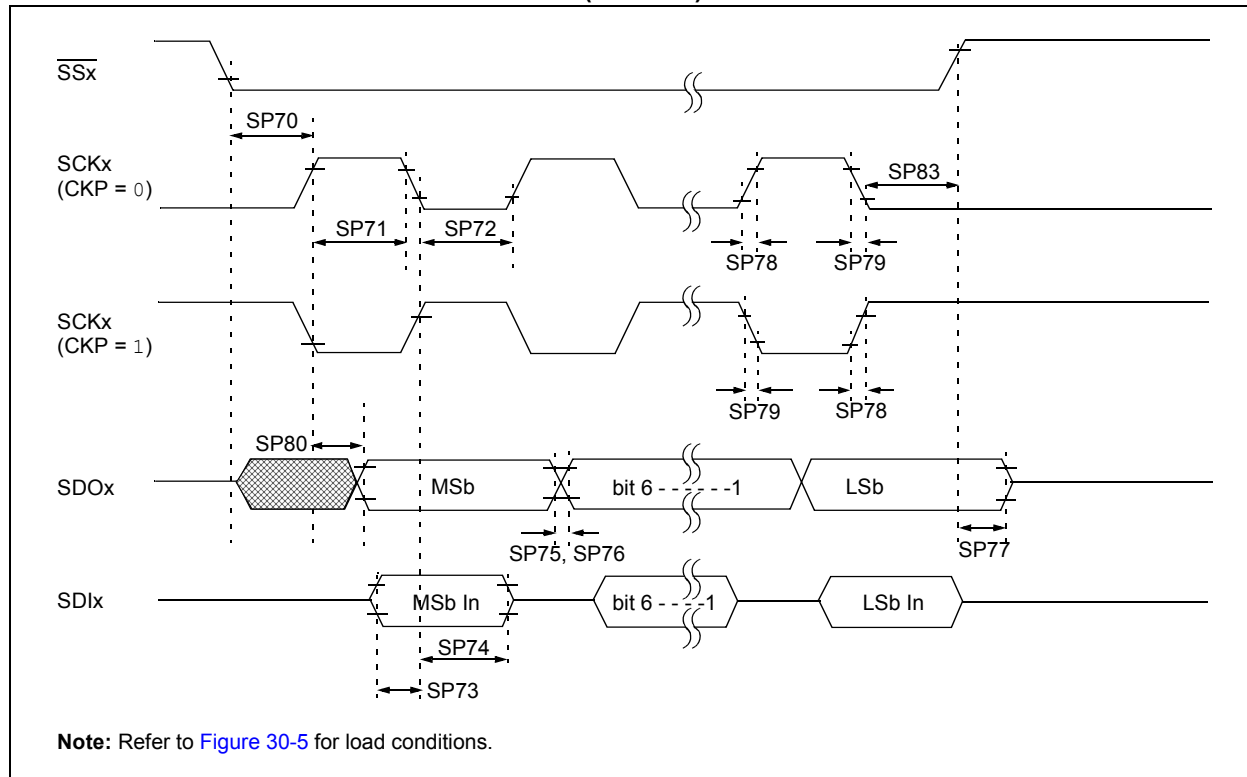 SSx
SP70
SCKx
(CKP = 0)
SP83
SP71
SP72
SP78
SP79
SCKx
(CKP = 1)
SP79
SP78
SP80
SDOx
MSb
bit 6 - - - - - -1
LSb
SP75, SP76
SP77
SDIx
MSb In
bit 6 - - - -1
LSb In
SP74
SP73
Note: Refer to Figure 30-5 for load conditions.